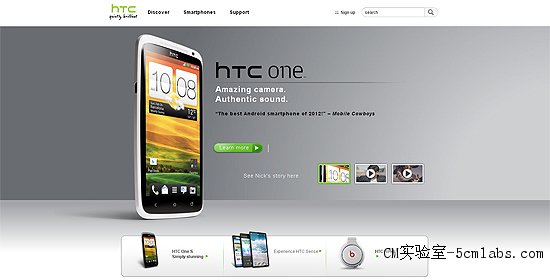 htc
quietly brilliant
Discover Smartphones Support
Sign up
search
hTC one
Amazing camera.
Authentic sound.
"The best Android smartphone of 2012!" – Mobile Cowboys
Learn more
See Nick's story here
10:08
HTC One S
Simply stunning
Experience HTC Sense
CM实验室-5cmlabs.com